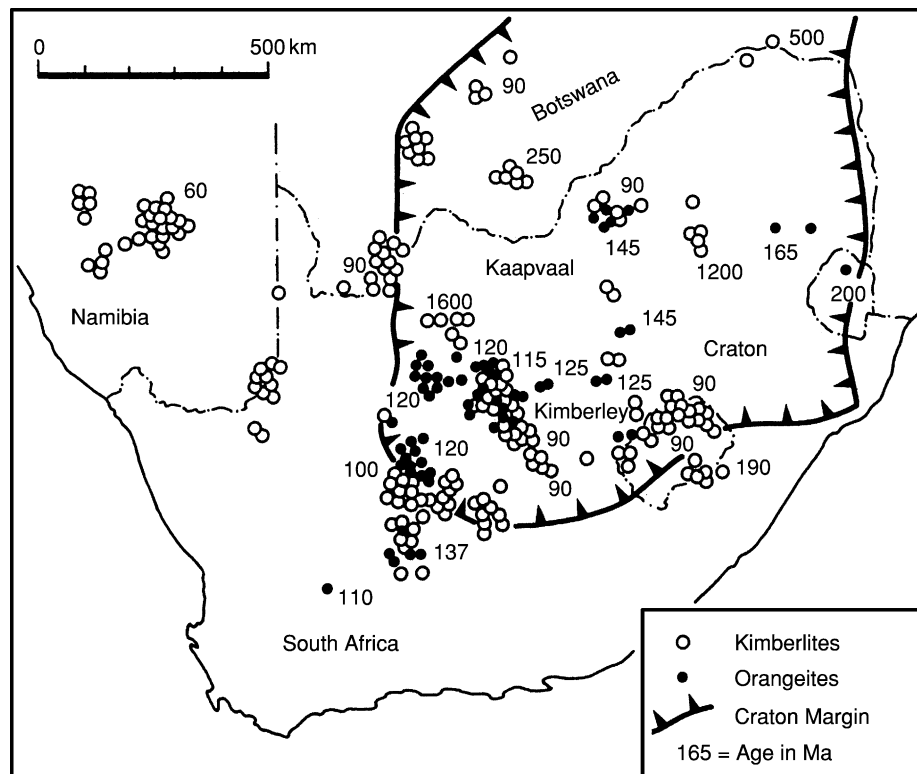 0
500 km
500
90
Botswana
250
60
90
145
165
Kaapvaal
1200
90
200
1600
145
Namibia
120
115
Craton
125
125
90
120
Kimberley
90
120
90
100
90
190
137
110
South Africa
Kimberlites
Orangeites
Craton Margin
165 = Age in Ma